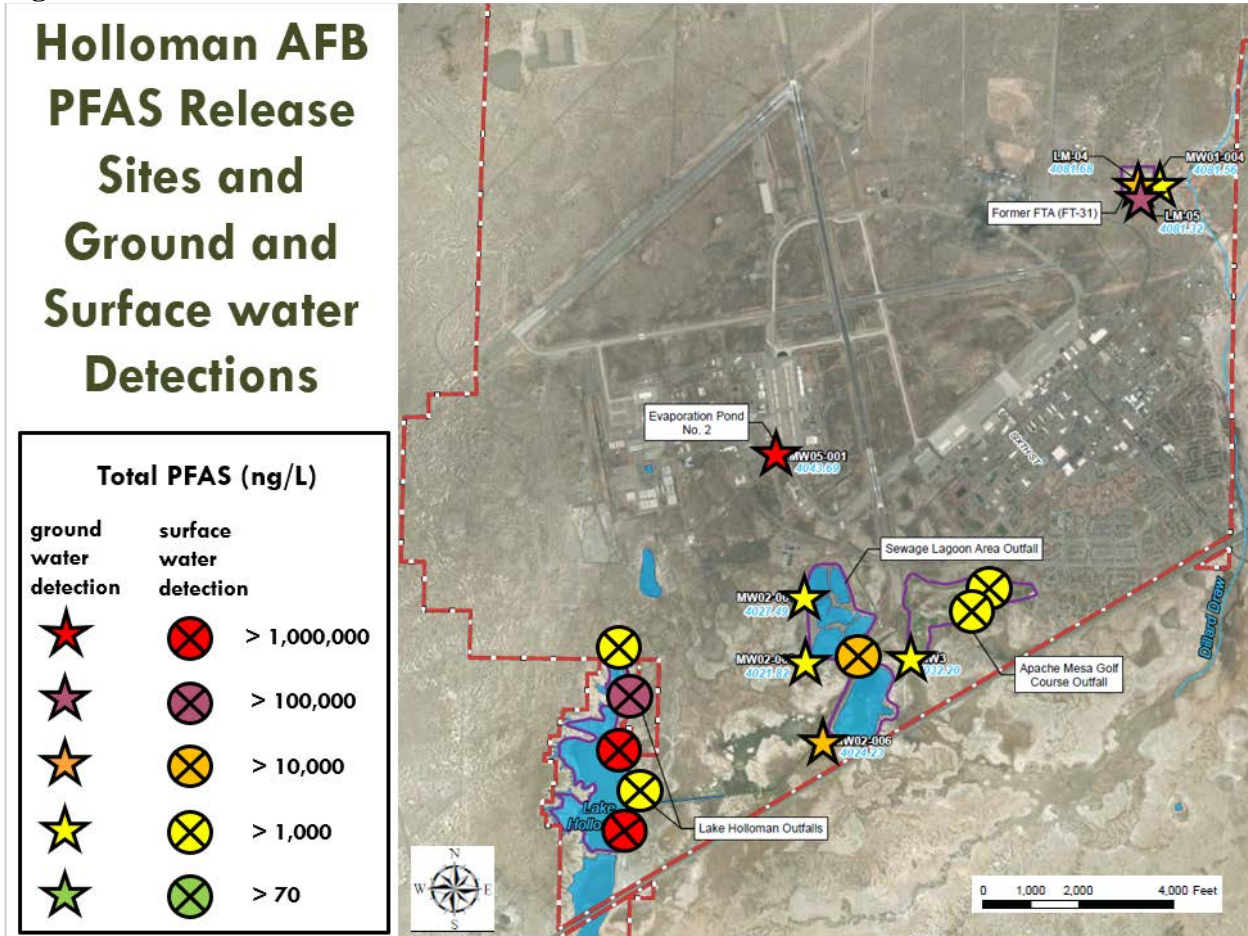 Holloman AFB
PFAS Release
Sites and
Ground and
Surface water
Detections
Total PFAS (ng/L)
ground
water
detection
surface
water
detection
> 1,000,000
> 100,000
> 10,000
> 1,000
> 70
LM-04
4081.68
MW01-004
4081.56
Former FTA (FT-31)
LM-05
4081.32
Evaporation Pond
No. 2
MW05-001
4043.69
SIXTH ST
Sewage Lagoon Area Outfall
4027.49
4021.82
Apache Mesa Golf
Course Outfall
Dillard Draw
MW02-006
4024.23
Lake
Lake Holloman Outfalls
N
W E
S
0 1,000 2,000 4,000 Feet